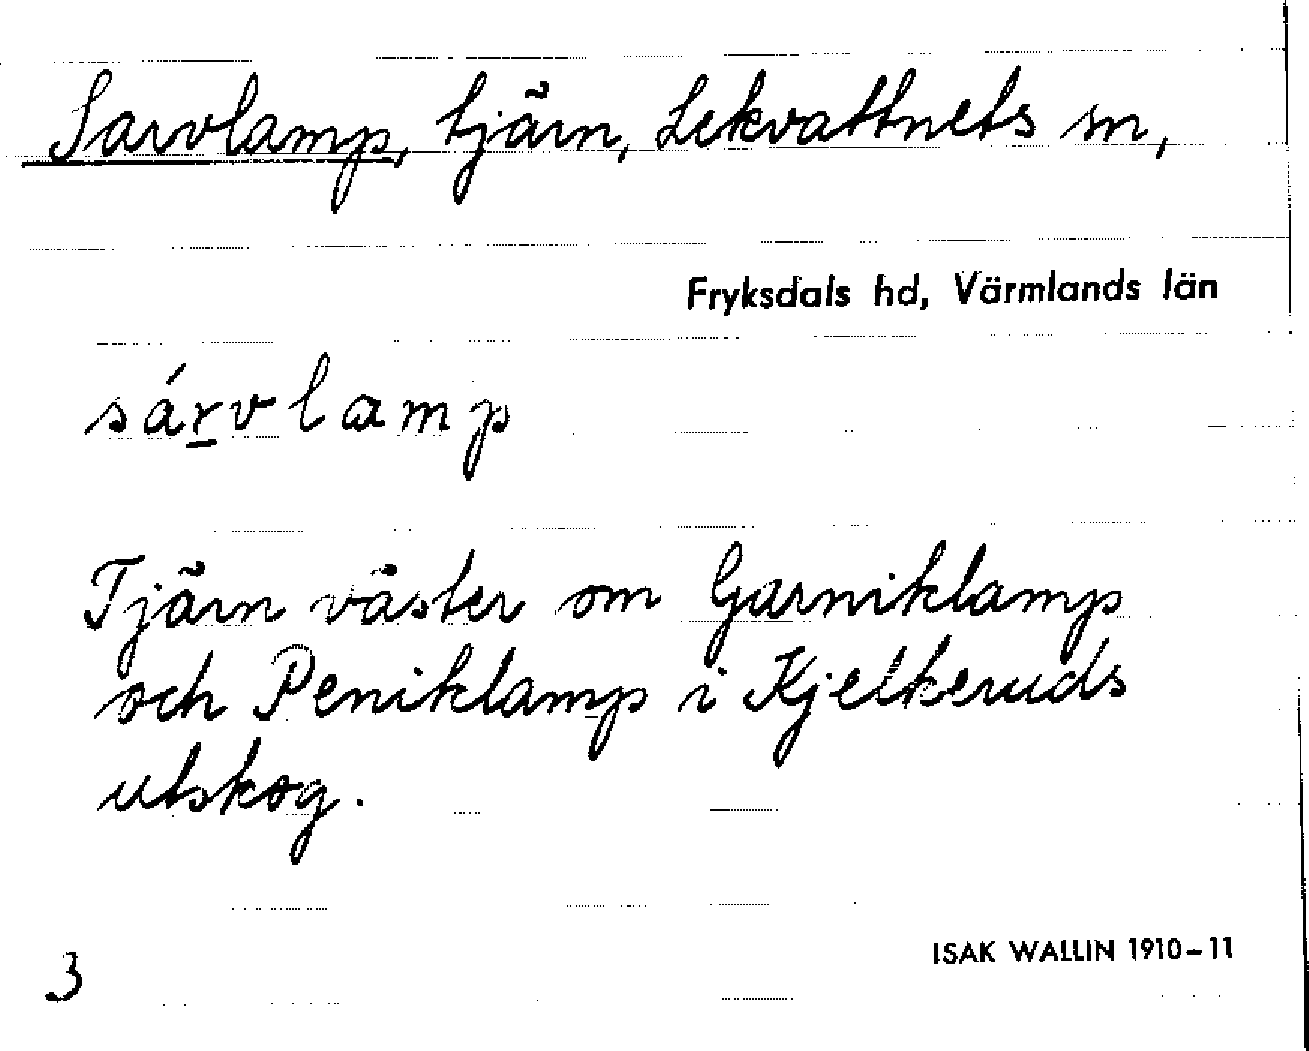 Sarvlamp, tjärn, Lekvattnets sn,
Fryksdals hd, Värmlands län
sárvlamp
Tjärn väster om Garniklamp
och Peniklamp i Kjelkeruds
utskog.
ISAK WALLIN 1910-11
3